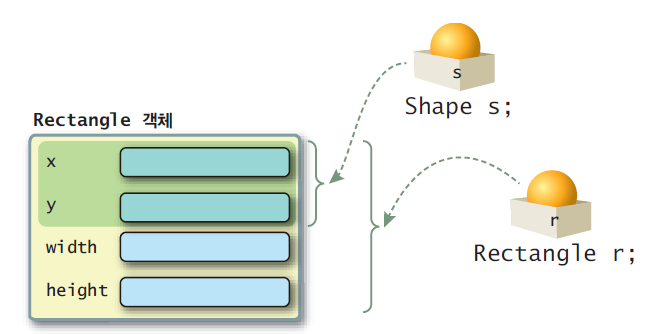 s
Shape s;
Rectangle 객체
x
y
width
height
r
Rectangle r;